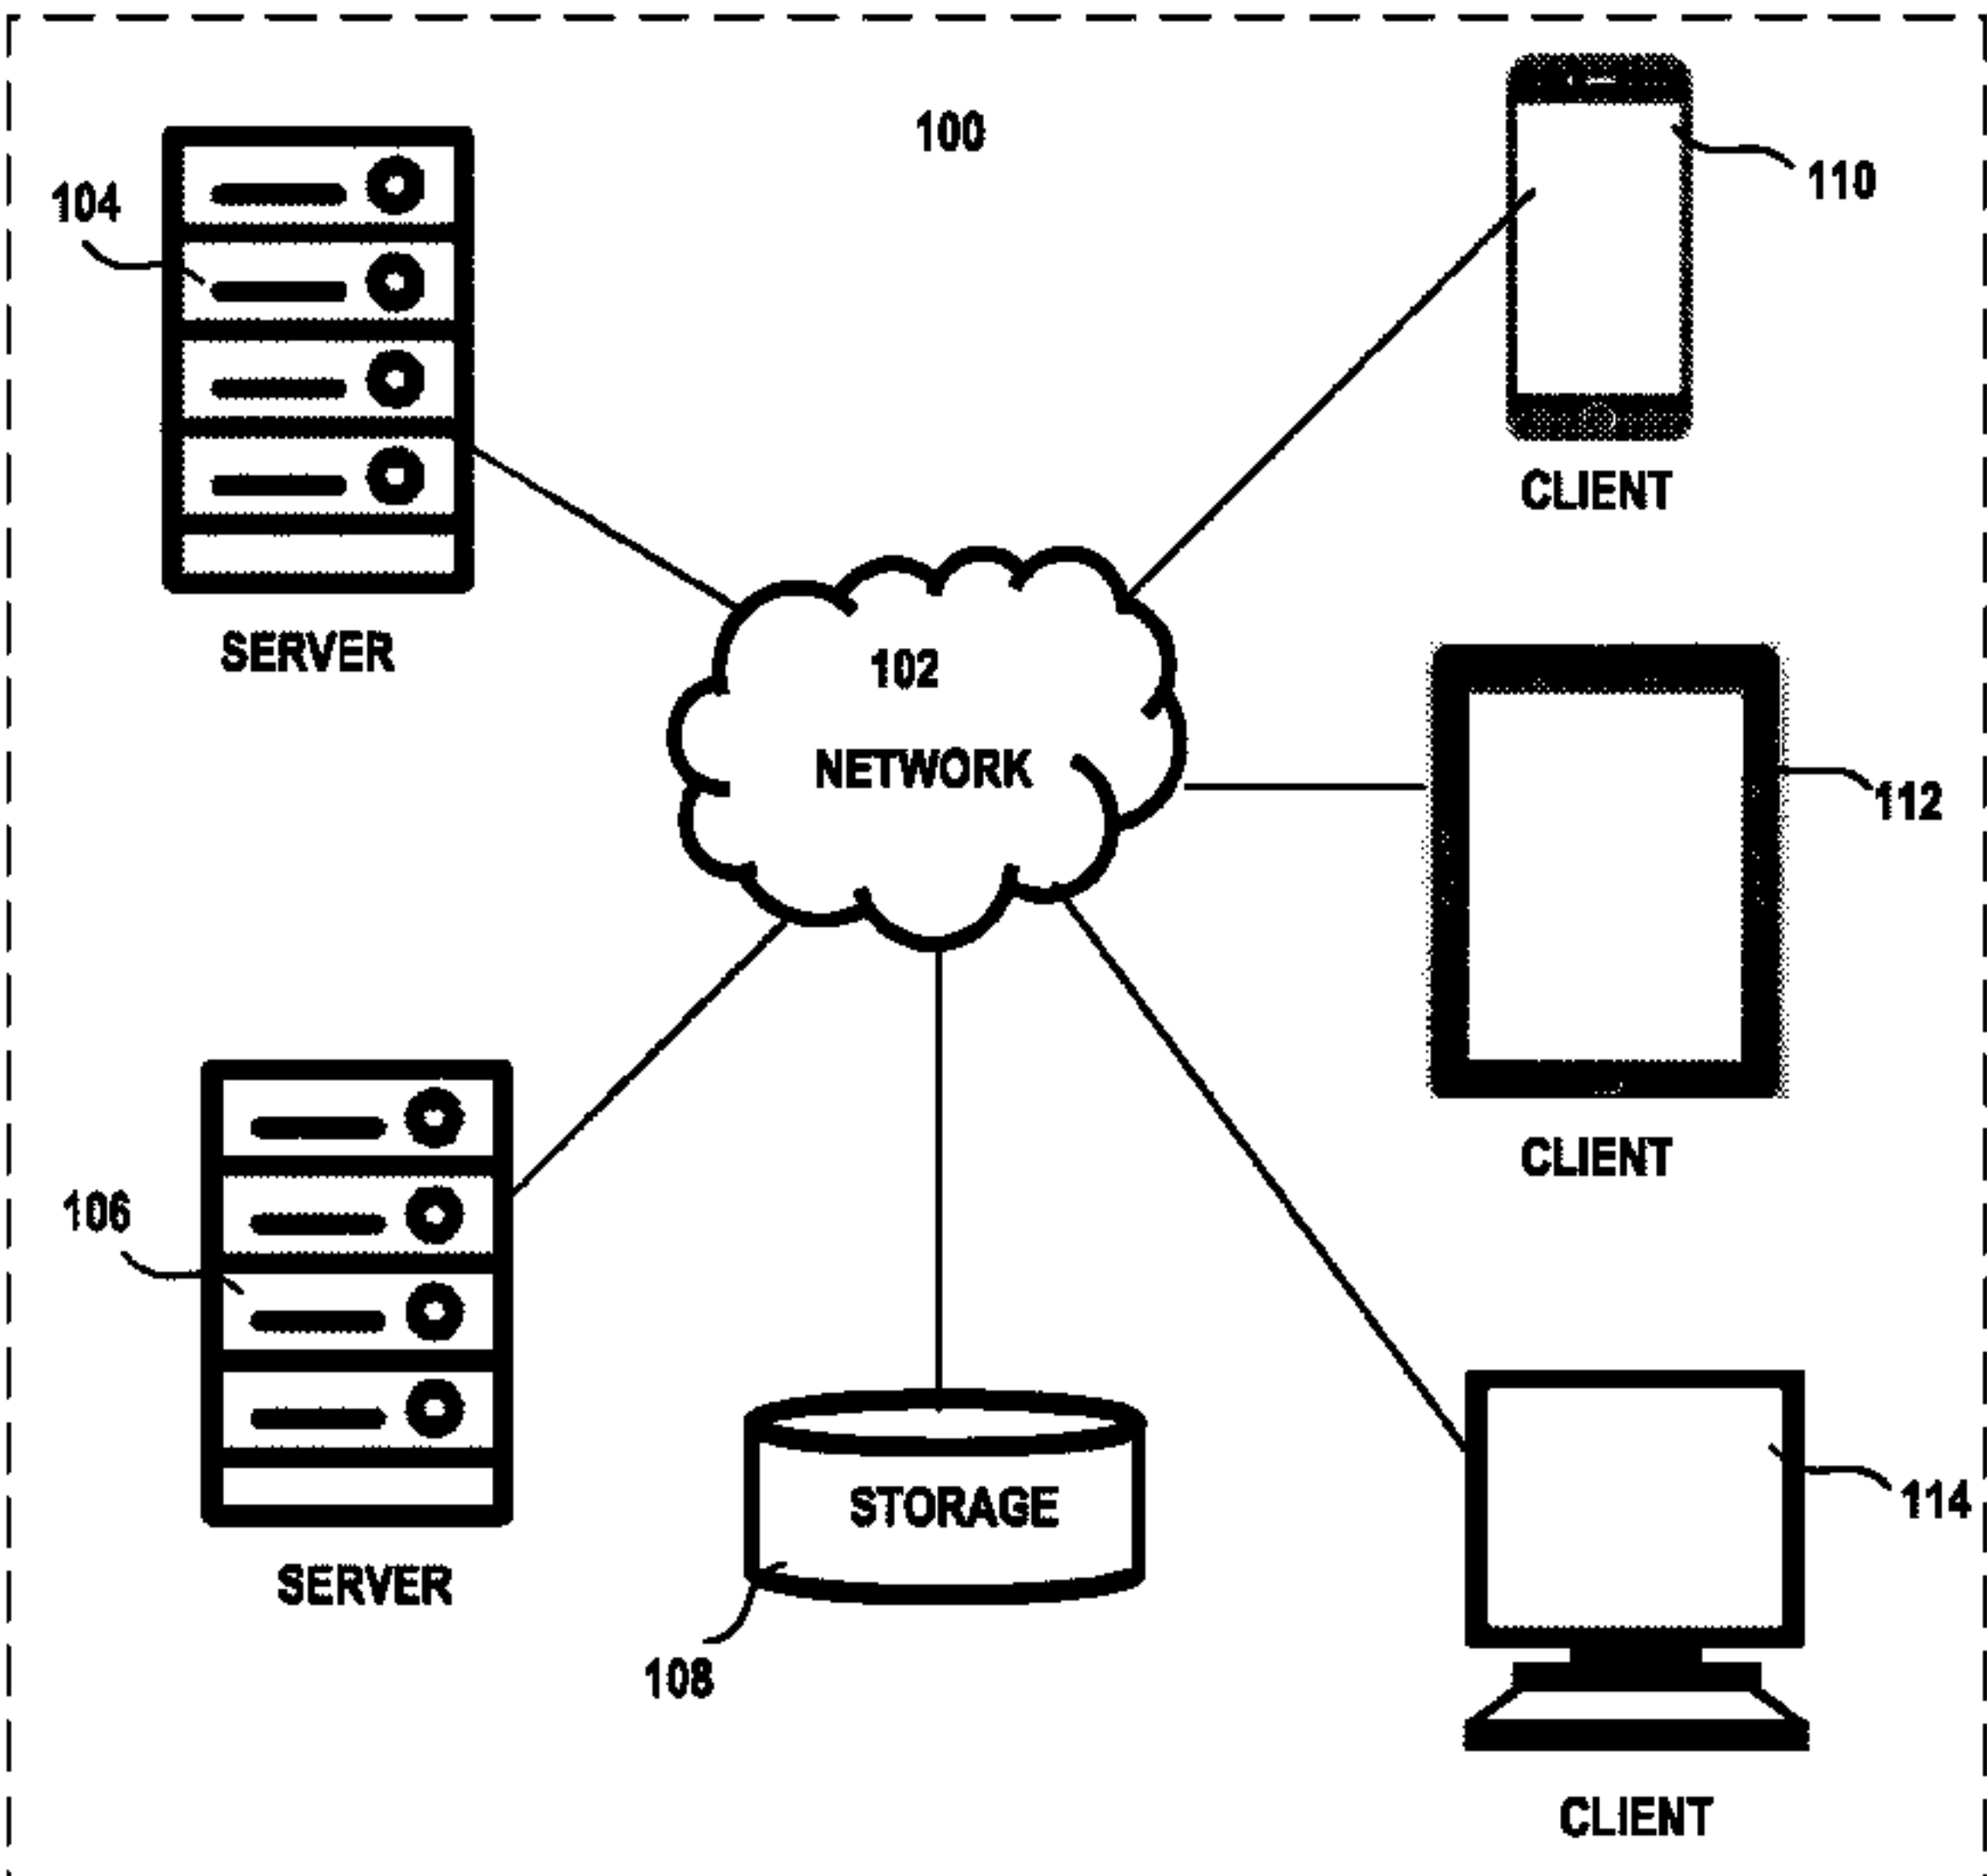 100
104
110
CLIENT
SERVER
102
NETWORK
112
CLIENT
106
STORAGE
114
SERVER
108
CLIENT